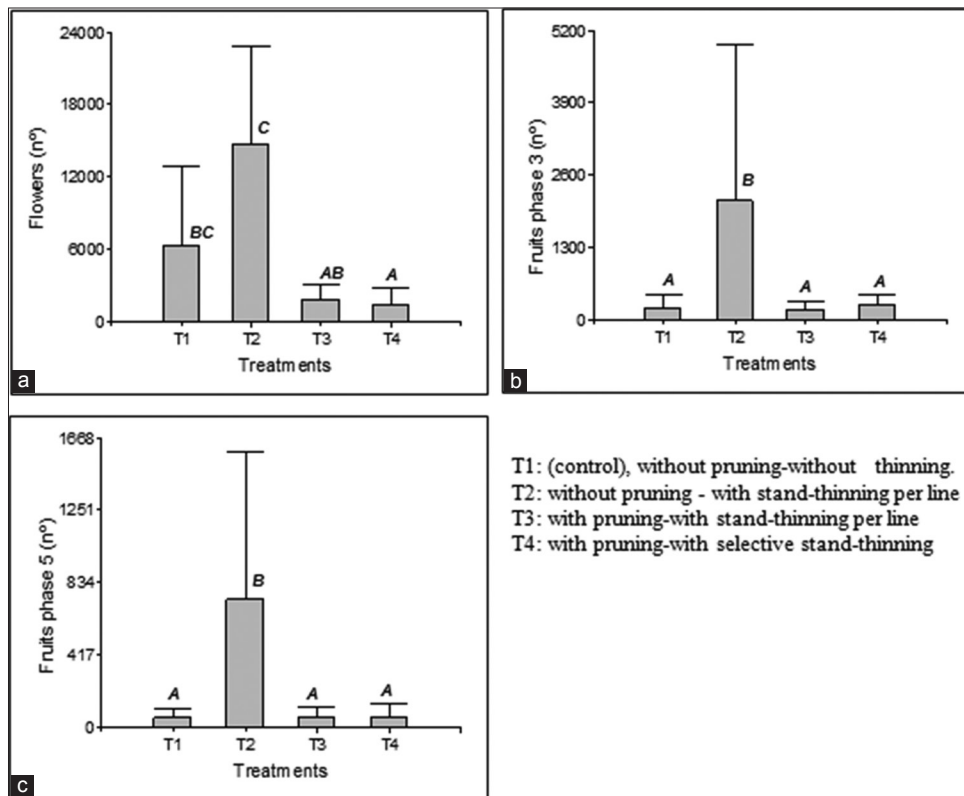 24000
18000
12000
6000
0
Flowers (nº)
BC
C
AB
A
T1 T2 T3 T4
Treatments
a
5200
3900
2600
1300
0
Fruits phase 3 (nº)
A
B
A
A
T1 T2 T3 T4
Treatments
b
1668
1251
834
417
0
Fruits phase 5 (nº)
A
B
A
A
T1 T2 T3 T4
Treatments
c
T1: (control), without pruning-without thinning.
T2: without pruning - with stand-thinning per line
T3: with pruning-with stand-thinning per line
T4: with pruning-with selective stand-thinning